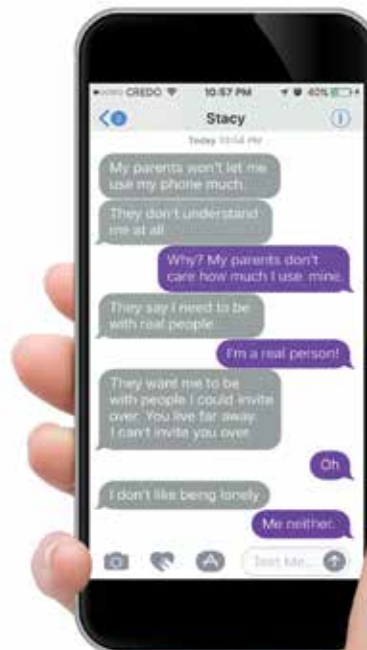 CREDO 10:57 PM 40%
Stacy
Today 10:54 PM
My parents won't let me
use my phone much.
They don't understand
me at all
Why? My parents don't
care how much I use mine.
They say I need to be
with real people
I'm a real person!
They want me to be
with people I could invite
over. You live far away.
I can't invite you over
Oh
I don't like being lonely
Me neither.
Text Me...